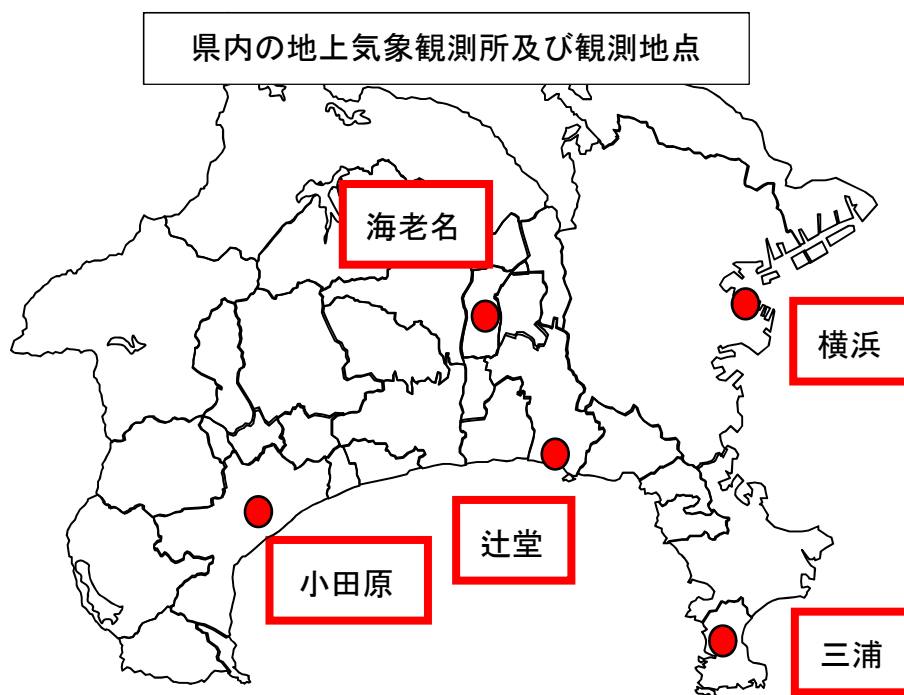 県内の地上気象観測所及び観測地点
海老名
横浜
辻堂
小田原
三浦